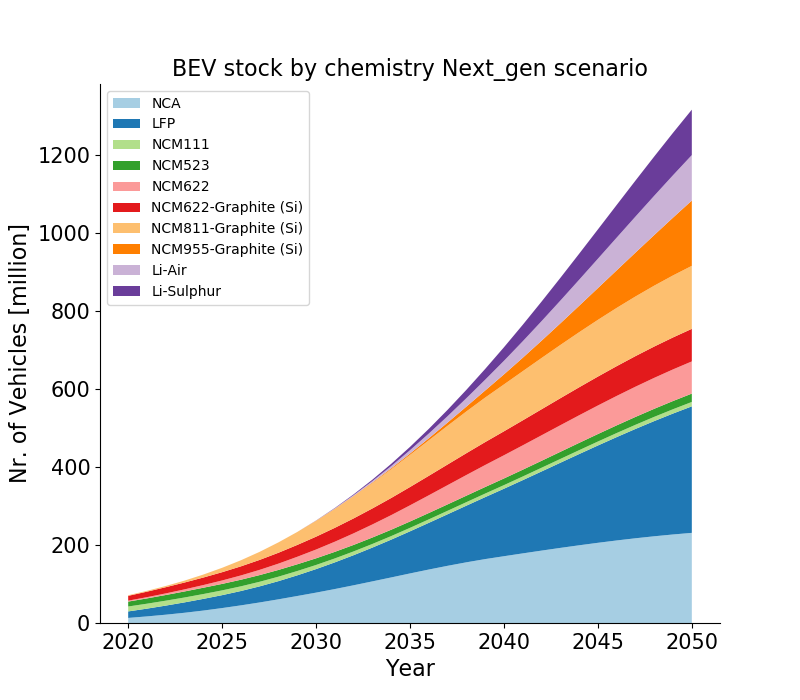 BEV stock by chemistry Next_gen scenario
NCA
LFP
NCM111
NCM523
NCM622
NCM622-Graphite (Si)
NCM811-Graphite (Si)
NCM955-Graphite (Si)
Li-Air
Li-Sulphur
Nr. of Vehicles [million]
1200
1000
800
600
400
200
0
2020 2025 2030 2035 2040 2045 2050
Year